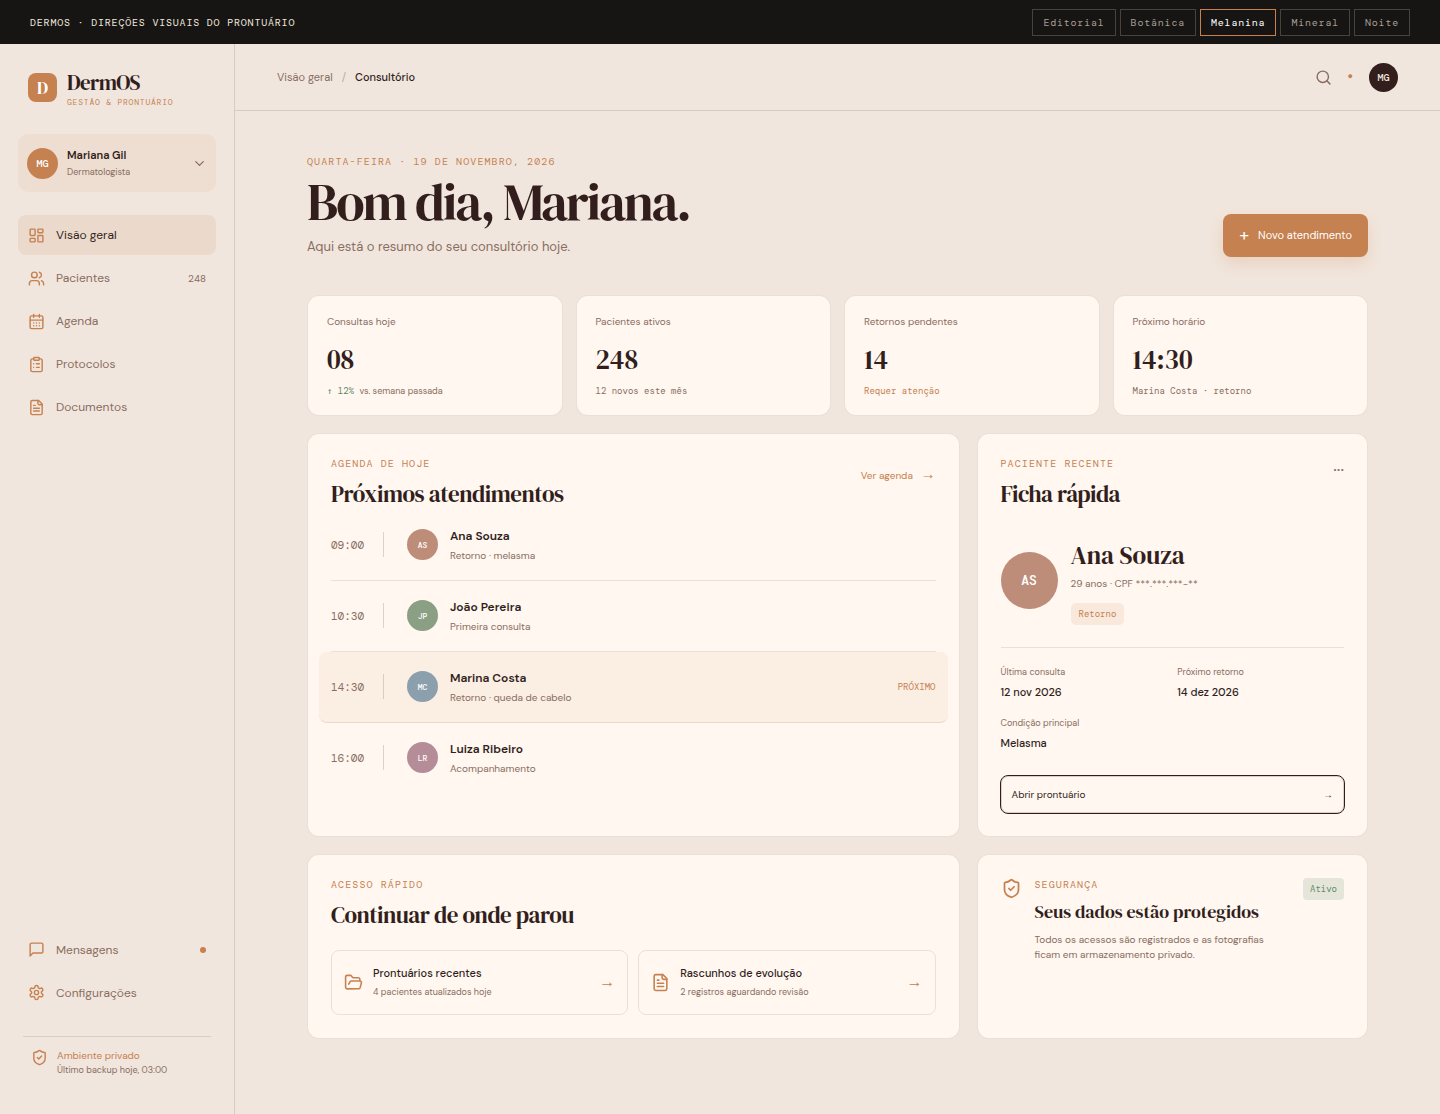 DERMOS · DIREÇÕES VISUAIS DO PRONTUÁRIO
Editorial
Botânica
Melanina
Mineral
Noite
D
DermOS
GESTÃO & PRONTUÁRIO
MG
Mariana Gil
Dermatologista
Visão geral
Pacientes
248
Agenda
Protocolos
Documentos
Mensagens
Configurações
Ambiente privado
Último backup hoje, 03:00
Visão geral / Consultório
MG
QUARTA-FEIRA · 19 DE NOVEMBRO, 2026
Bom dia, Mariana.
Aqui está o resumo do seu consultório hoje.
+ Novo atendimento
Consultas hoje
08
↑ 12% vs. semana passada
Pacientes ativos
248
12 novos este mês
Retornos pendentes
14
Requer atenção
Próximo horário
14:30
Marina Costa · retorno
AGENDA DE HOJE
Próximos atendimentos
Ver agenda →
09:00
AS
Ana Souza
Retorno · melasma
10:30
JP
João Pereira
Primeira consulta
14:30
MC
Marina Costa
Retorno · queda de cabelo
PRÓXIMO
16:00
LR
Luiza Ribeiro
Acompanhamento
PACIENTE RECENTE
...
Ficha rápida
AS
Ana Souza
29 anos · CPF ***.***.***-**
Retorno
Última consulta
12 nov 2026
Próximo retorno
14 dez 2026
Condição principal
Melasma
Abrir prontuário →
ACESSO RÁPIDO
Continuar de onde parou
Prontuários recentes
4 pacientes atualizados hoje
→
Rascunhos de evolução
2 registros aguardando revisão
→
SEGURANÇA
Ativo
Seus dados estão protegidos
Todos os acessos são registrados e as fotografias
ficam em armazenamento privado.